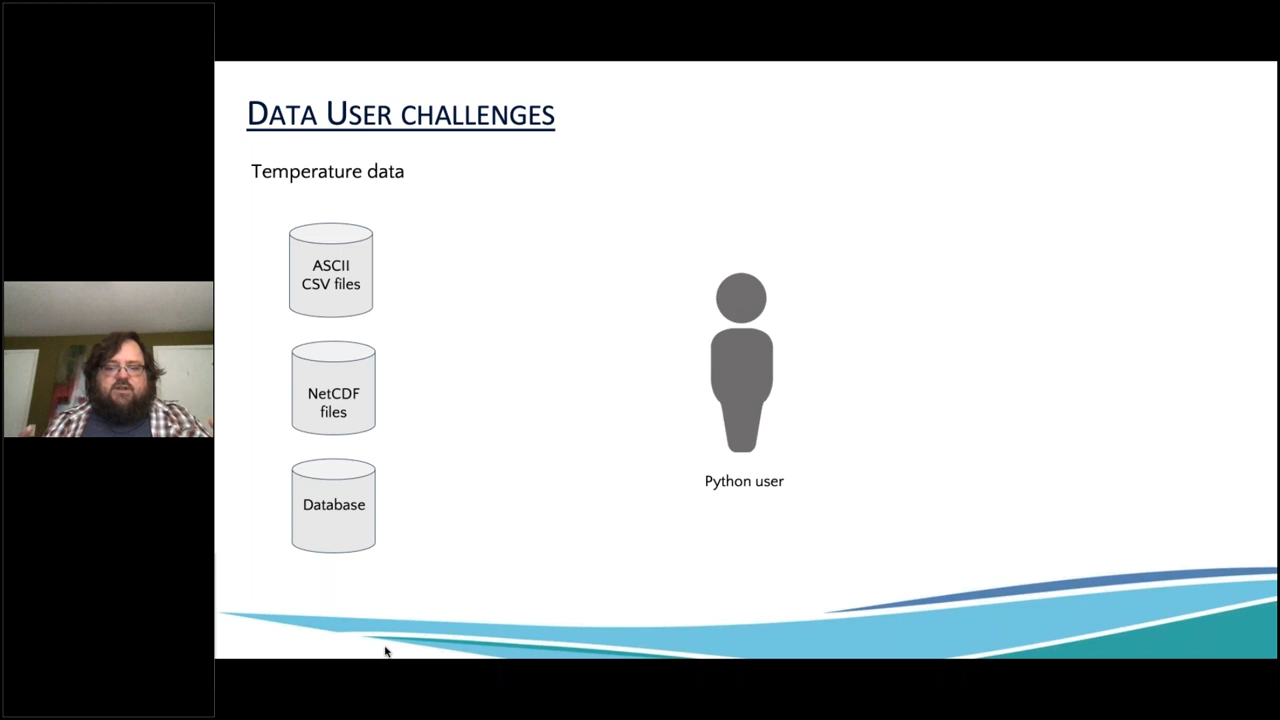 DATA USER CHALLENGES
Temperature data
ASCII
CSV files
NetCDF
files
Database
Python user